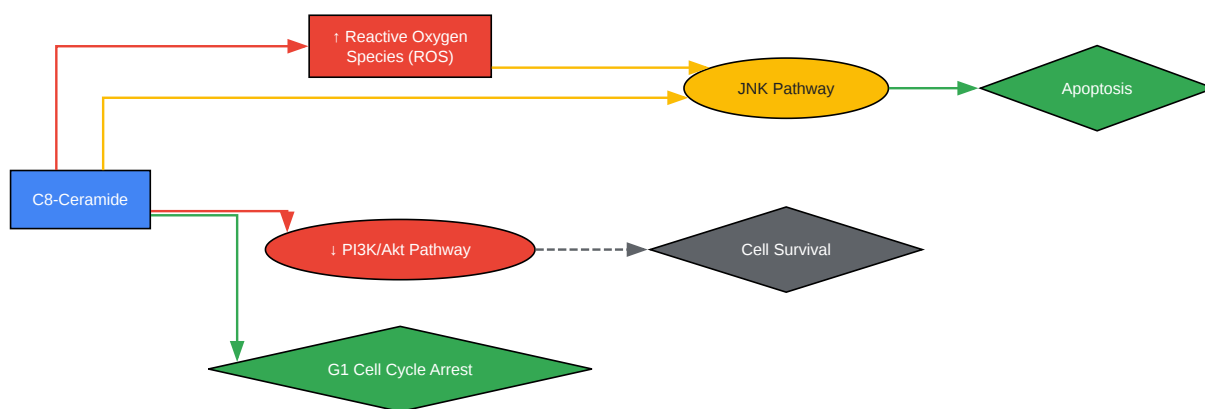 ↑ Reactive Oxygen
Species (ROS)
JNK Pathway
Apoptosis
C8-Ceramide
↓ PI3K/Akt Pathway
Cell Survival
G1 Cell Cycle Arrest